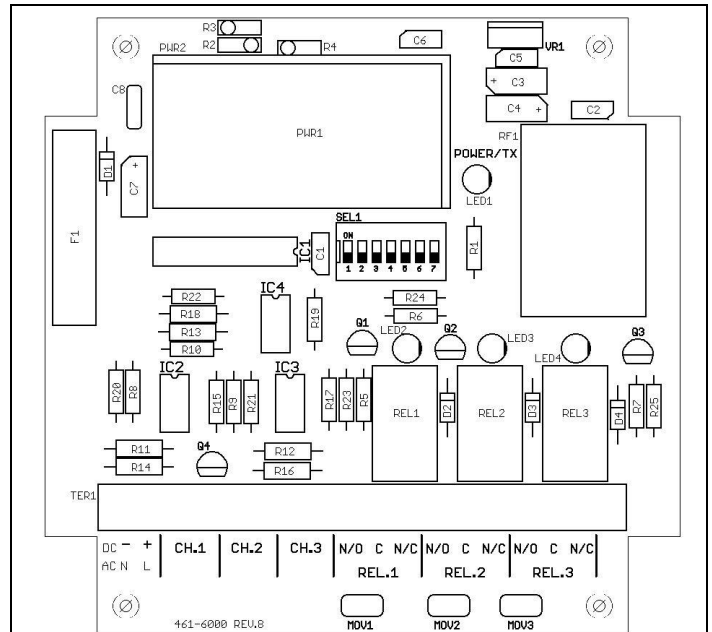 R3
R2
PWR2
R4
C6
VR1
C5
+ C3
C4 +
C2
C8
PWR1
RF1
D1
+
C7
POWER/TX
LED1
F1
SEL1
ON
1 2 3 4 5 6 7
IC1
C1
R1
R22
R18
R13
R10
IC4
R19
R24
R6
Q1
LED2
Q2
LED3
LED4
Q3
R20
R8
IC2
R15
R9
R21
IC3
R17
R23
R5
REL1
D2
REL2
D3
REL3
D4
R7
R25
R11
R14
Q4
R12
R16
TER1
DC - + CH.1 CH.2 CH.3 N/O C N/C N/O C N/C N/O C N/C
AC N L REL.1 REL.2 REL.3
461-6000 REV.8
MOV1 MOV2 MOV3